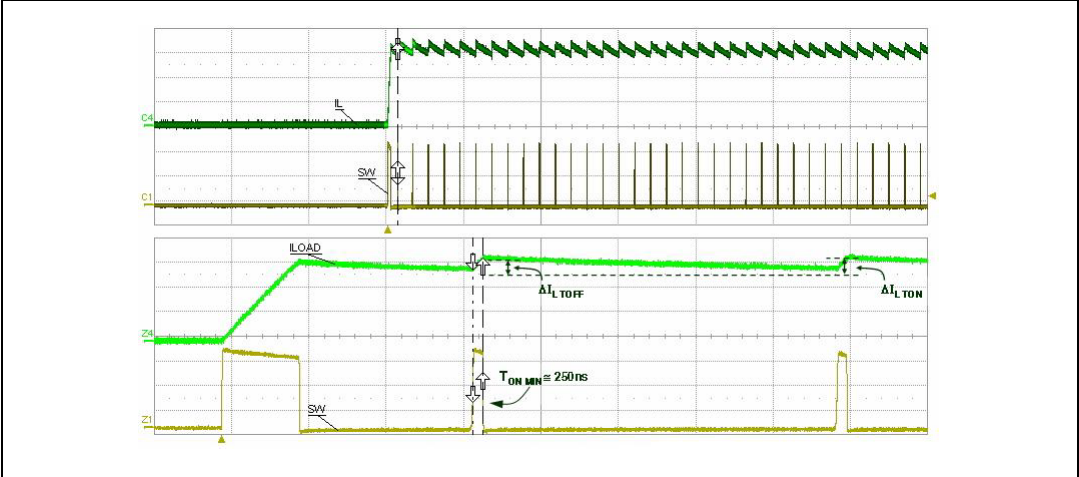 IL
C4
SW
C1
ILOAD
ΔIL TOFF
ΔIL TON
Z4
TON MIN ≅ 250ns
SW
Z1